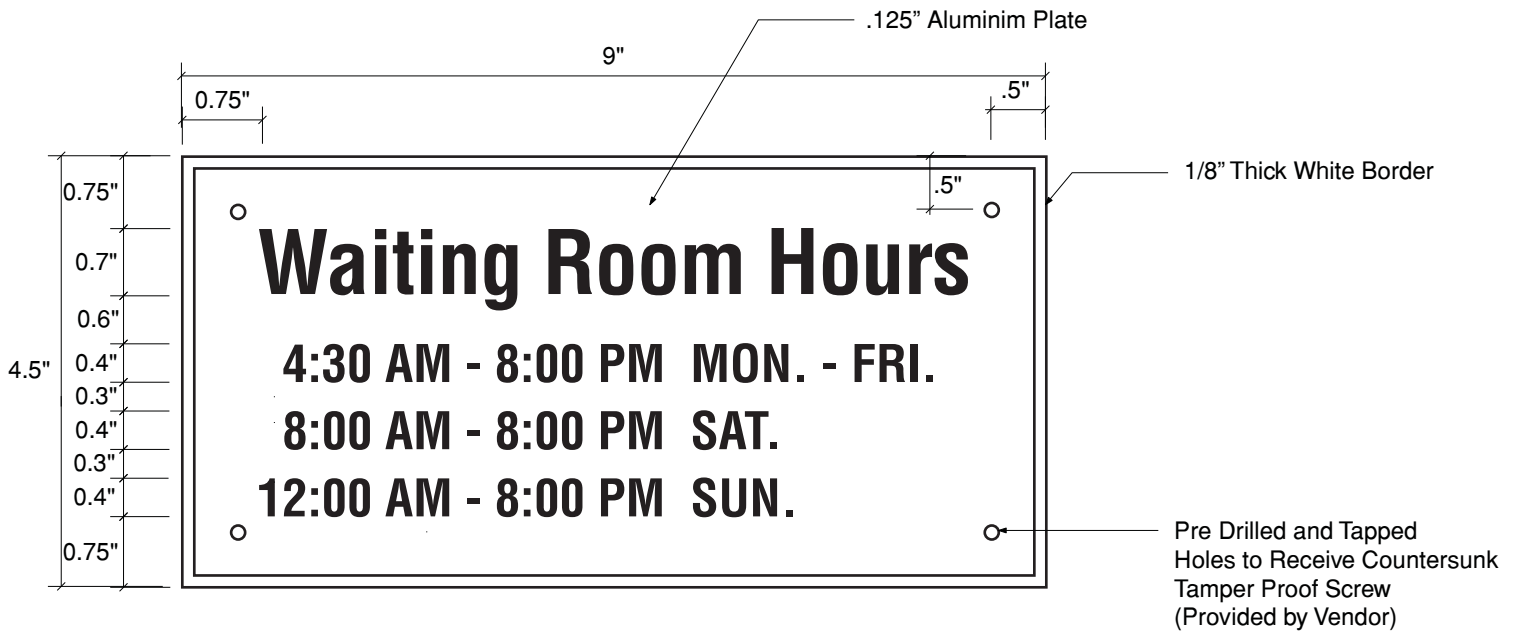 .125” Aluminim Plate
9"
0.75"
.5"
1/8” Thick White Border
0.75"
.5"
Waiting Room Hours
0.7"
0.6"
4.5"
0.4"
4:30 AM - 8:00 PM MON. - FRI.
0.3"
0.4"
8:00 AM - 8:00 PM SAT.
0.3"
0.4"
12:00 AM - 8:00 PM SUN.
0.75"
Pre Drilled and Tapped
Holes to Receive Countersunk
Tamper Proof Screw
(Provided by Vendor)